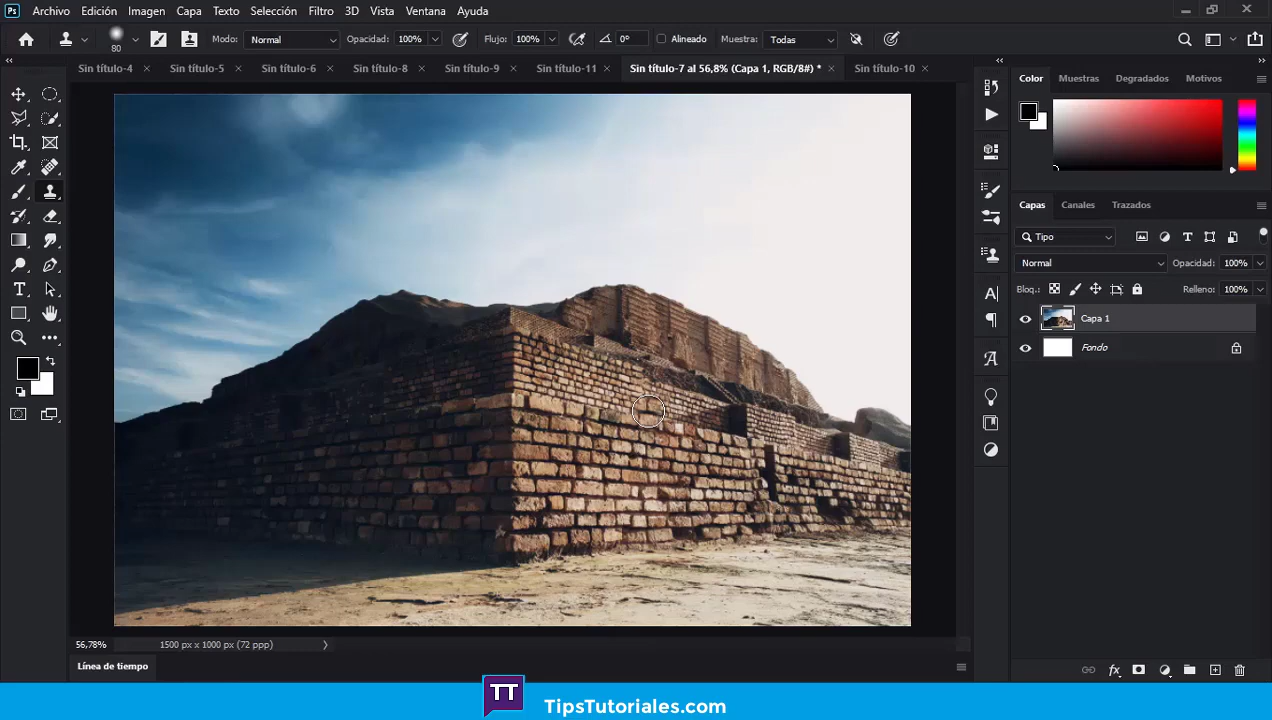 Ps Archivo Edición Imagen Capa Texto Selección Filtro 3D Vista Ventana Ayuda
80 Modo: Normal Opacidad: 100% Flujo: 100% 0° Alineado Muestra: Todas
Sin título-4 × Sin título-5 × Sin título-6 × Sin título-8 × Sin título-9 × Sin título-11 × Sin título-7 al 56,8% (Capa 1, RGB/8#) * × Sin título-10 ×
Color Muestras Degradados Motivos
Capas Canales Trazados
Tipo
Normal Opacidad: 100%
Bloq.: Relleno: 100%
Capa 1
Fondo
56,78% 1500 px x 1000 px (72 ppp)
Línea de tiempo
TT TipsTutoriales.com